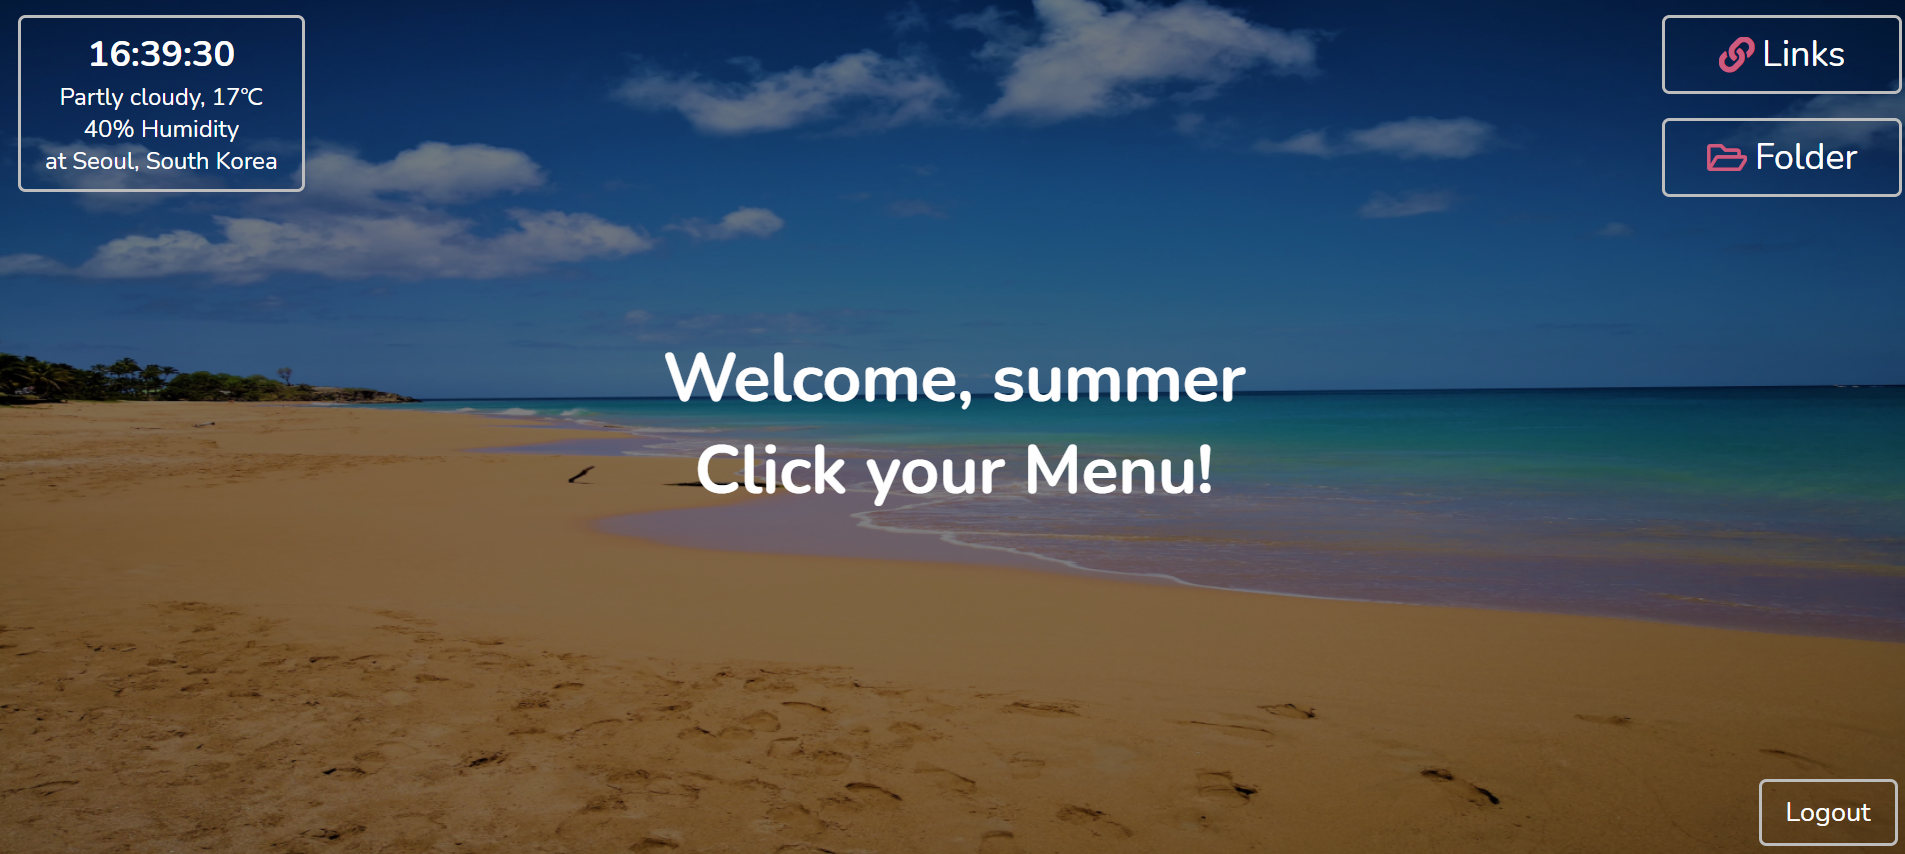 16:39:30
Partly cloudy, 17℃
40% Humidity
at Seoul, South Korea
Links
Folder
Welcome, summer
Click your Menu!
Logout